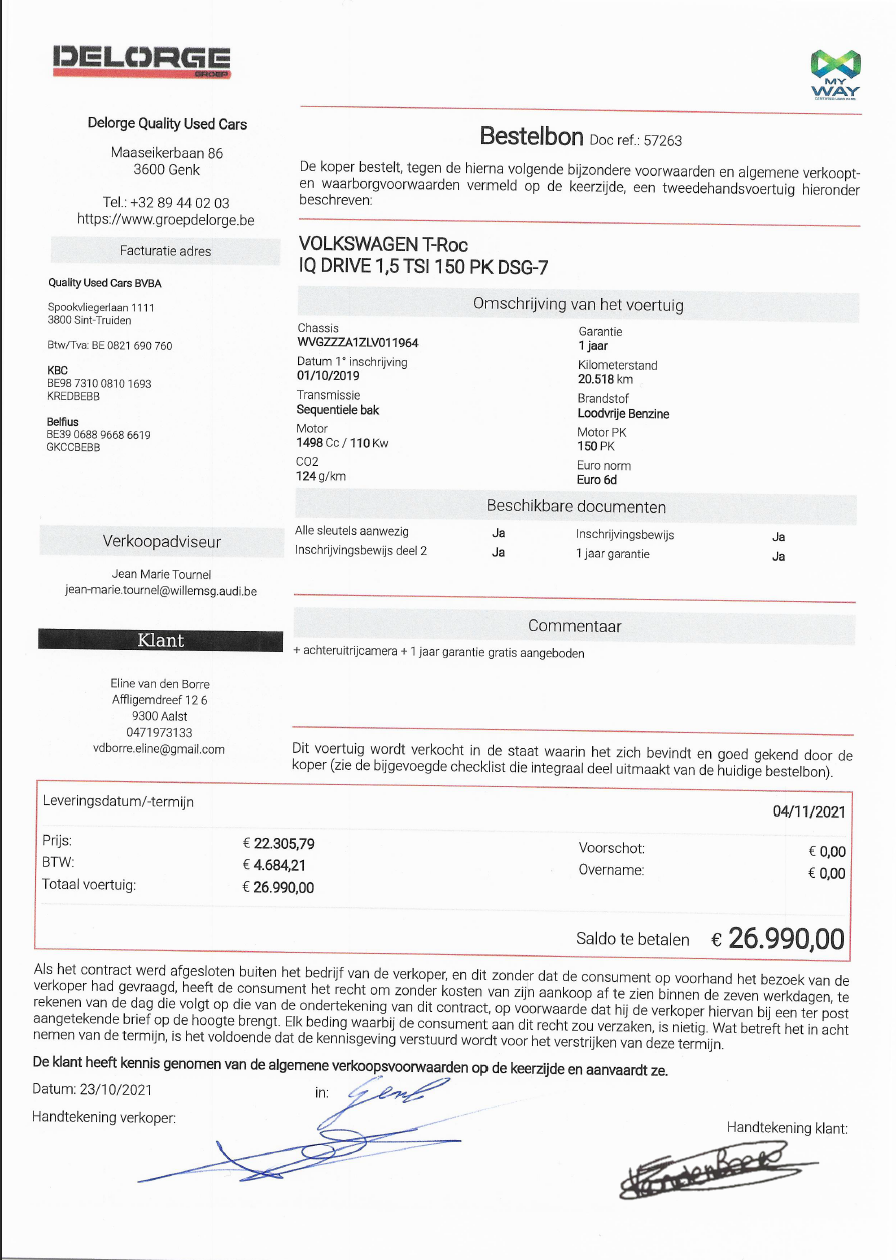 DELORGE
GROEP
MY
WAY
Delorge Quality Used Cars
Maaseikerbaan 86
3600 Genk
Tel.: +32 89 44 02 03
https://www.groepdelorge.be
Facturatie adres
Quality Used Cars BVBA
Spookvliegerlaan 1111
3800 Sint-Truiden
Btw/Tva: BE 0821 690 760
KBC
BE98 7310 0810 1693
KREDBEBB
Belfius
BE39 0688 9668 6619
GKCCBEBB
Verkoopadviseur
Jean Marie Tournel
jean-marie.tournel@willemsg.audi.be
Klant
Eline van den Borre
Affligemdreef 12 6
9300 Aalst
0471973133
vdborre.eline@gmail.com
Bestelbon Doc ref.: 57263
De koper bestelt, tegen de hierna volgende bijzondere voorwaarden en algemene verkoopt-
en waarborgvoorwaarden vermeld op de keerzijde, een tweedehandsvoertuig hieronder
beschreven:
VOLKSWAGEN T-Roc
IQ DRIVE 1,5 TSI 150 PK DSG-7
Omschrijving van het voertuig
Chassis
WVGZZZA1ZLV011964
Datum 1° inschrijving
01/10/2019
Transmissie
Sequentiele bak
Motor
1498 Cc / 110 Kw
CO2
124 g/km
Garantie
1 jaar
Kilometerstand
20.518 km
Brandstof
Loodvrije Benzine
Motor PK
150 PK
Euro norm
Euro 6d
Beschikbare documenten
Alle sleutels aanwezig Ja Inschrijvingsbewijs Ja
Inschrijvingsbewijs deel 2 Ja 1 jaar garantie Ja
Commentaar
+ achteruitrijcamera + 1 jaar garantie gratis aangeboden
Dit voertuig wordt verkocht in de staat waarin het zich bevindt en goed gekend door de
koper (zie de bijgevoegde checklist die integraal deel uitmaakt van de huidige bestelbon).
Leveringsdatum/-termijn 04/11/2021
Prijs: € 22.305,79 Voorschot: € 0,00
BTW: € 4.684,21 Overname: € 0,00
Totaal voertuig: € 26.990,00
Saldo te betalen € 26.990,00
Als het contract werd afgesloten buiten het bedrijf van de verkoper, en dit zonder dat de consument op voorhand het bezoek van de
verkoper had gevraagd, heeft de consument het recht om zonder kosten van zijn aankoop af te zien binnen de zeven werkdagen, te
rekenen van de dag die volgt op die van de ondertekening van dit contract, op voorwaarde dat hij de verkoper hiervan bij een ter post
aangetekende brief op de hoogte brengt. Elk beding waarbij de consument aan dit recht zou verzaken, is nietig. Wat betreft het in acht
nemen van de termijn, is het voldoende dat de kennisgeving verstuurd wordt voor het verstrijken van deze termijn.
De klant heeft kennis genomen van de algemene verkoopsvoorwaarden op de keerzijde en aanvaardt ze.
Datum: 23/10/2021 in: Genk
Handtekening verkoper:
Handtekening klant: